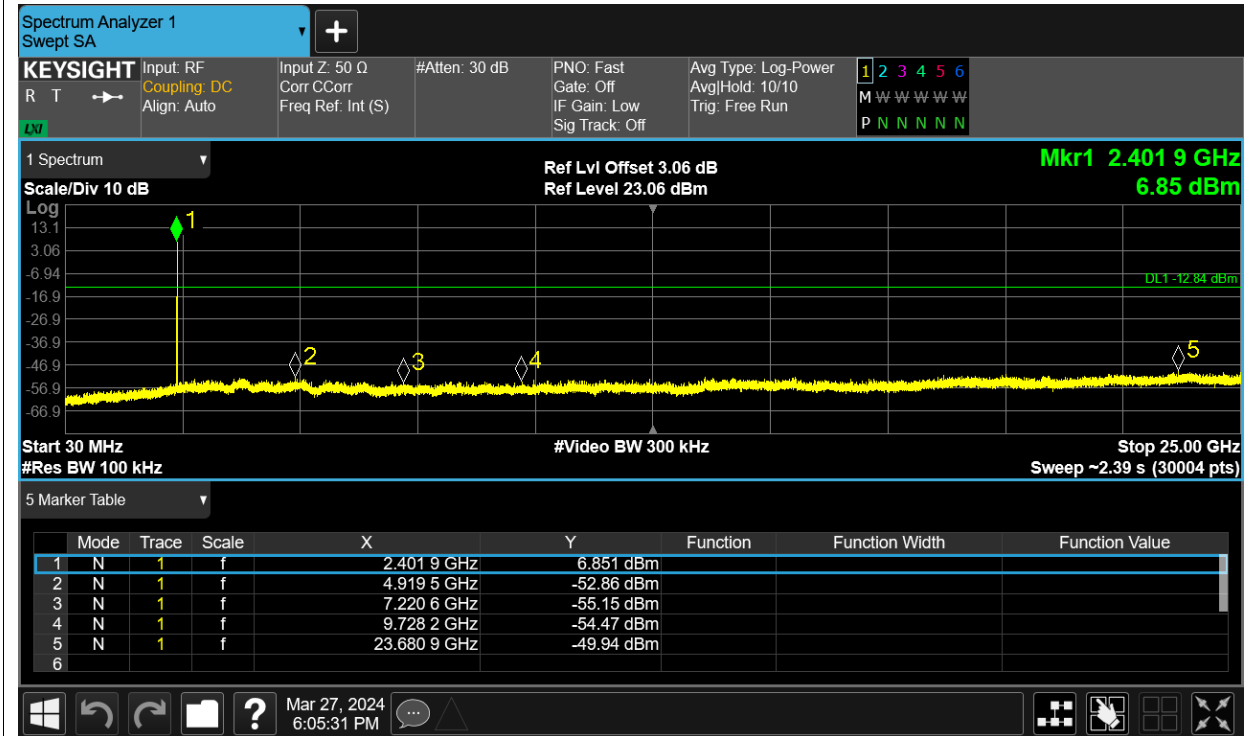 Spectrum Analyzer 1
Swept SA
KEYSIGHT
R T
LXI
Input: RF
Coupling: DC
Align: Auto
Input Z: 50 Ω
Corr CCorr
Freq Ref: Int (S)
#Atten: 30 dB
PNO: Fast
Gate: Off
IF Gain: Low
Sig Track: Off
Avg Type: Log-Power
Avg|Hold: 10/10
Trig: Free Run
1 2 3 4 5 6
M W W W W W
P N N N N N
1 Spectrum
Scale/Div 10 dB
Ref Lvl Offset 3.06 dB
Ref Level 23.06 dBm
Mkr1 2.401 9 GHz
6.85 dBm
Log
13.1
3.06
-6.94
-16.9
-26.9
-36.9
-46.9
-56.9
-66.9
1
2
3
4
5
DL1 -12.84 dBm
Start 30 MHz
#Res BW 100 kHz
#Video BW 300 kHz
Stop 25.00 GHz
Sweep ~2.39 s (30004 pts)
5 Marker Table
Mode Trace Scale X Y Function Function Width Function Value
1 N 1 f 2.401 9 GHz 6.851 dBm
2 N 1 f 4.919 5 GHz -52.86 dBm
3 N 1 f 7.220 6 GHz -55.15 dBm
4 N 1 f 9.728 2 GHz -54.47 dBm
5 N 1 f 23.680 9 GHz -49.94 dBm
6
?
Mar 27, 2024
6:05:31 PM